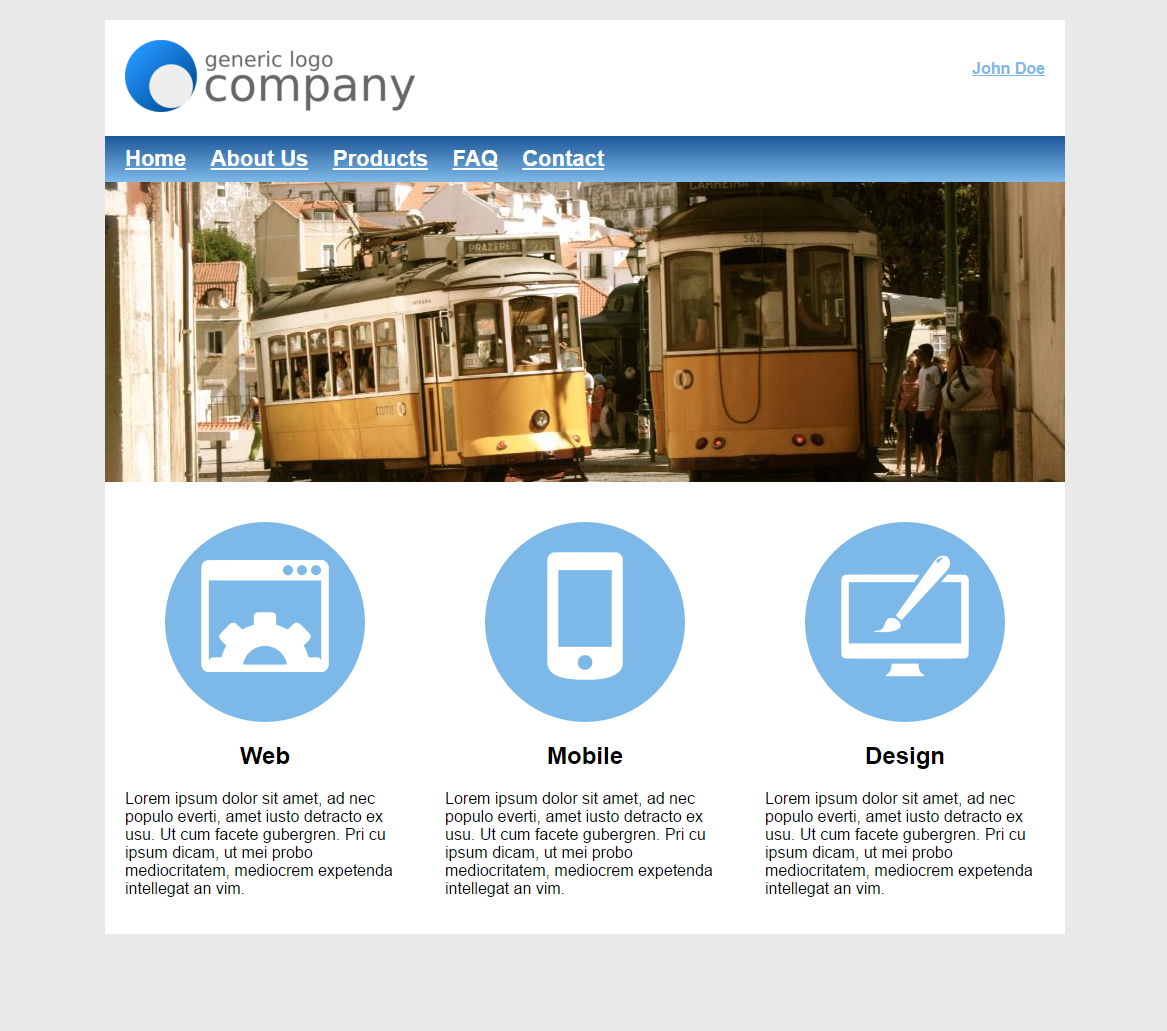 generic logo
company
John Doe
Home About Us Products FAQ Contact
CARREIRA
PRAZERES 28
562
carris
Web
Lorem ipsum dolor sit amet, ad nec
populo everti, amet iusto detracto ex
usu. Ut cum facete gubergren. Pri cu
ipsum dicam, ut mei probo
mediocritatem, mediocrem expetenda
intellegat an vim.
Mobile
Lorem ipsum dolor sit amet, ad nec
populo everti, amet iusto detracto ex
usu. Ut cum facete gubergren. Pri cu
ipsum dicam, ut mei probo
mediocritatem, mediocrem expetenda
intellegat an vim.
Design
Lorem ipsum dolor sit amet, ad nec
populo everti, amet iusto detracto ex
usu. Ut cum facete gubergren. Pri cu
ipsum dicam, ut mei probo
mediocritatem, mediocrem expetenda
intellegat an vim.